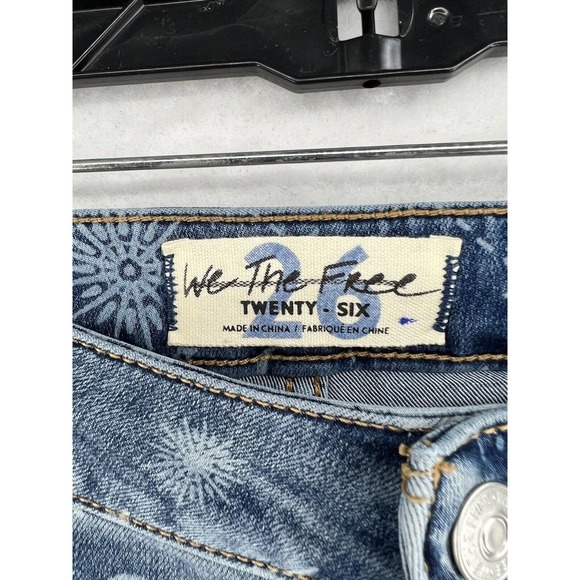 26
We The Free
TWENTY - SIX
MADE IN CHINA / FABRIQUÉ EN CHINE